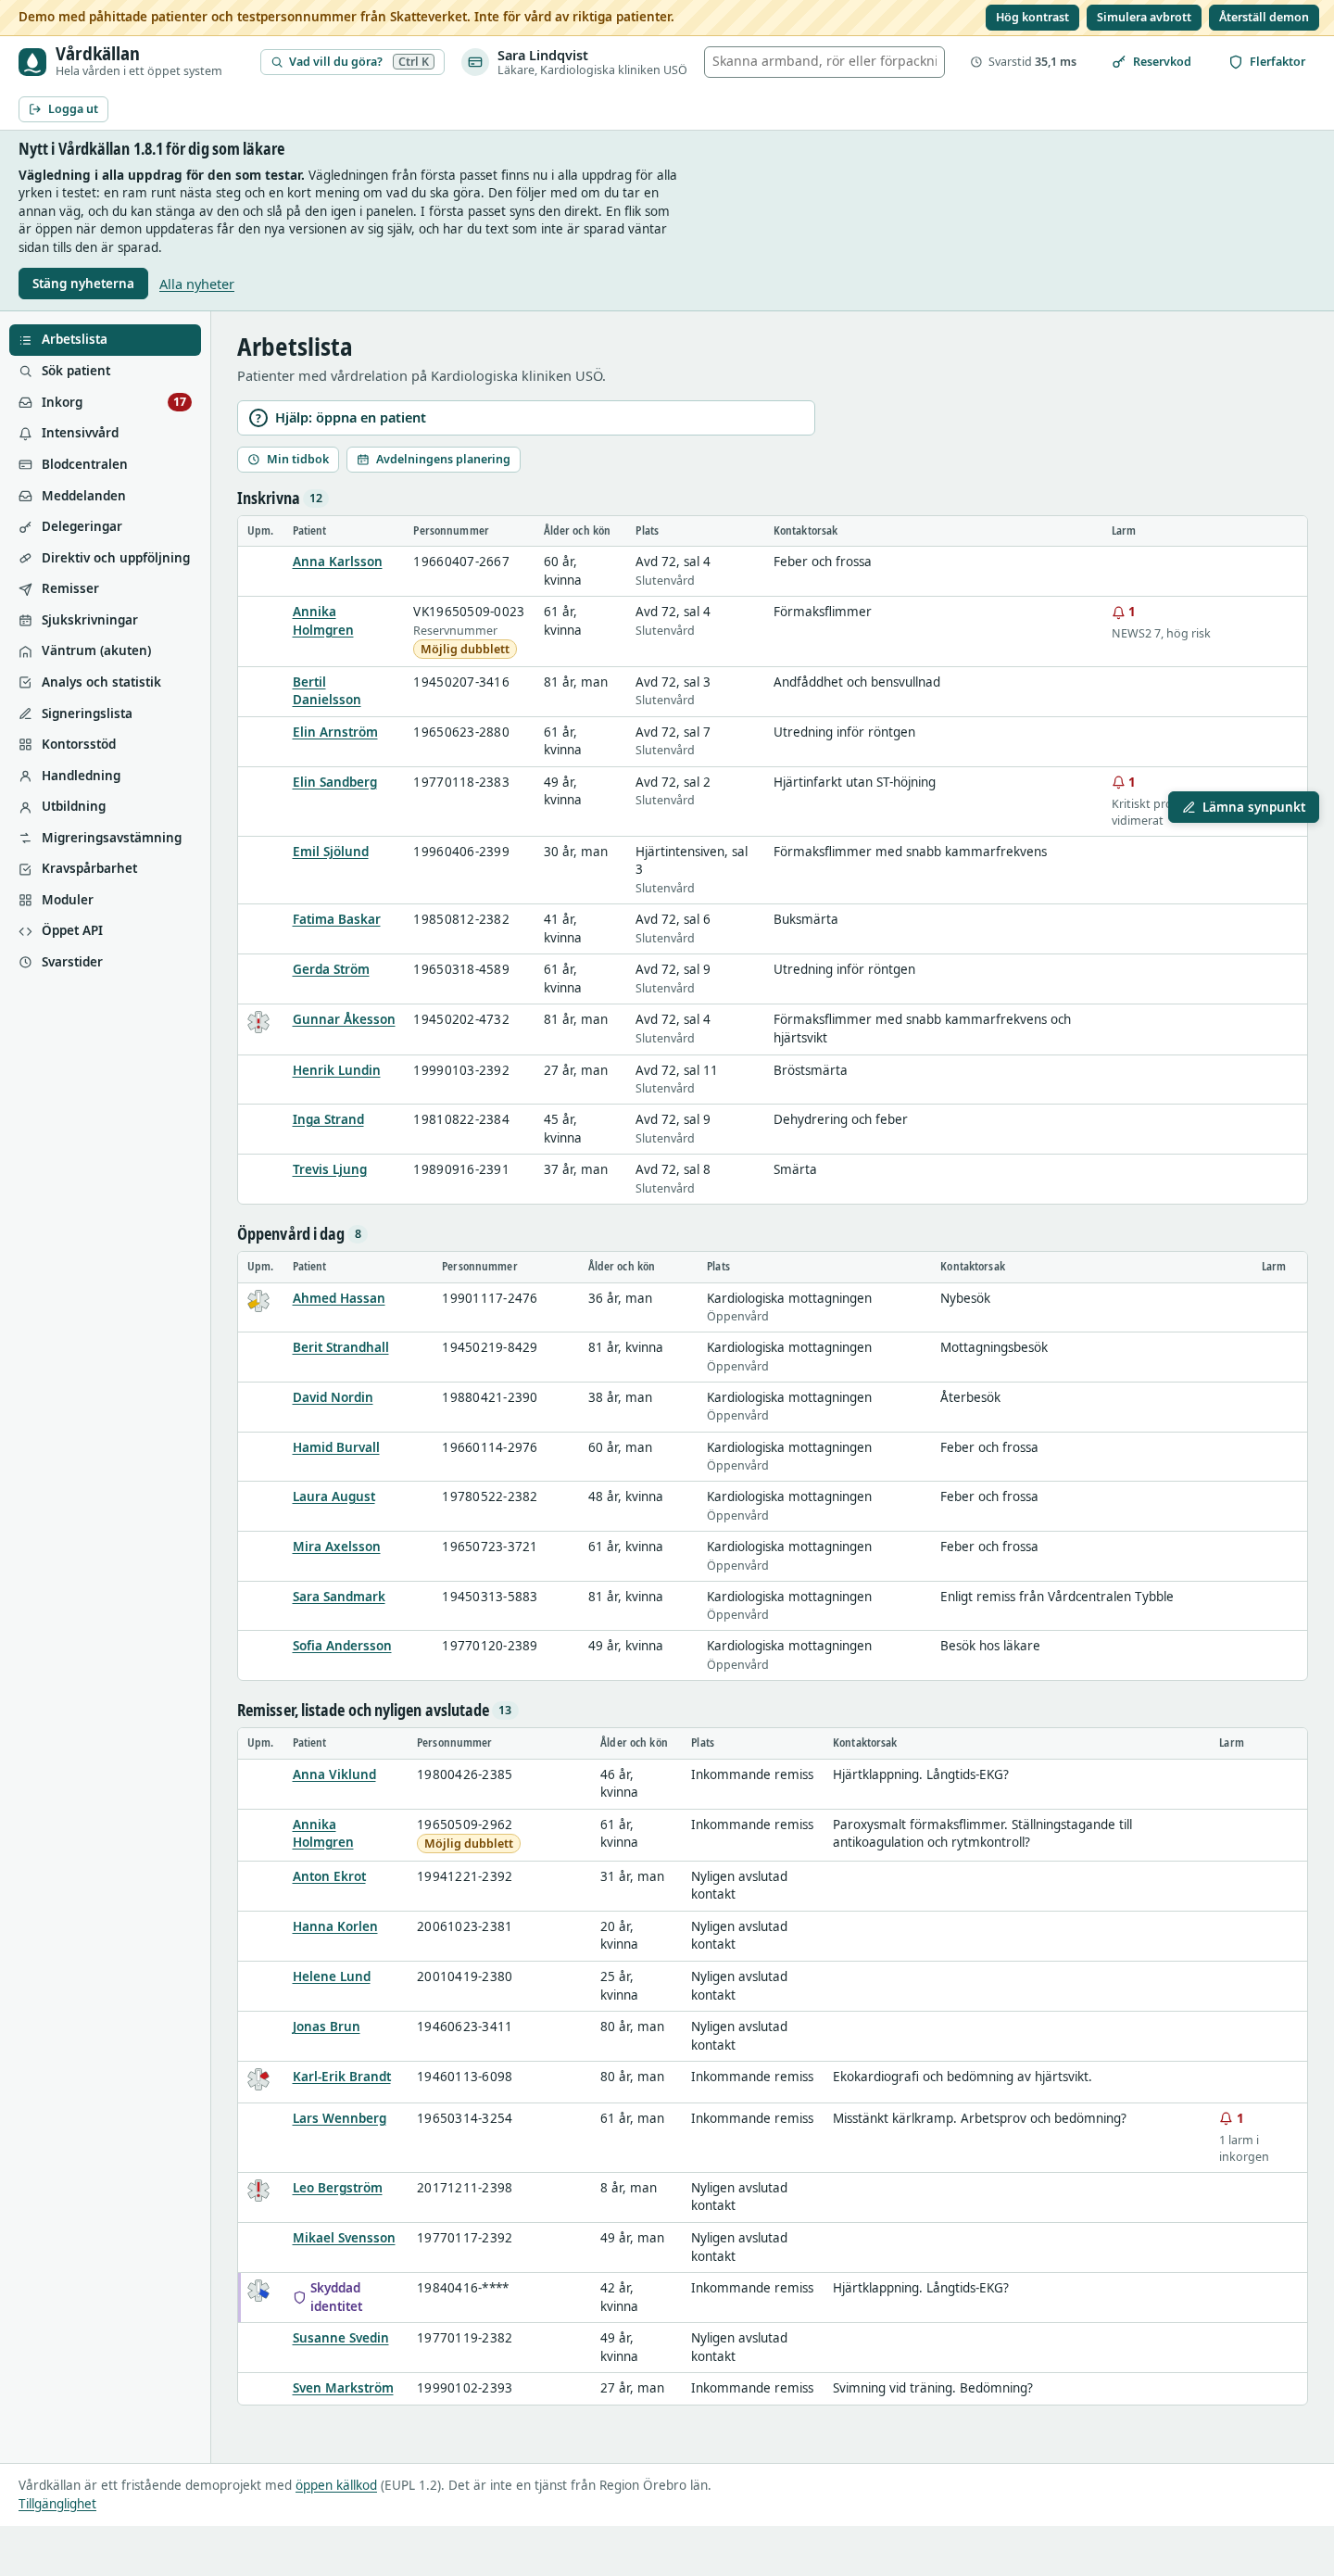 Demo med påhittade patienter och testpersonnummer från Skatteverket. Inte för vård av riktiga patienter.
Hög kontrast
Simulera avbrott
Återställ demon
Vårdkällan
Hela vården i ett öppet system
Vad vill du göra? Ctrl K
Sara Lindqvist
Läkare, Kardiologiska kliniken USÖ
Skanna armband, rör eller förpackni
Svarstid 35,1 ms
Reservkod
Flerfaktor
Logga ut
Nytt i Vårdkällan 1.8.1 för dig som läkare
Vägledning i alla uppdrag för den som testar. Vägledningen från första passet finns nu i alla uppdrag för alla
yrken i testet: en ram runt nästa steg och en kort mening om vad du ska göra. Den följer med om du tar en
annan väg, och du kan stänga av den och slå på den igen i panelen. I första passet syns den direkt. En flik som
är öppen när demon uppdateras får den nya versionen av sig själv, och har du text som inte är sparad väntar
sidan tills den är sparad.
Stäng nyheterna
Alla nyheter
Arbetslista
Sök patient
Inkorg 17
Intensivvård
Blodcentralen
Meddelanden
Delegeringar
Direktiv och uppföljning
Remisser
Sjukskrivningar
Väntrum (akuten)
Analys och statistik
Signeringslista
Kontorsstöd
Handledning
Utbildning
Migreringsavstämning
Kravspårbarhet
Moduler
Öppet API
Svarstider
Arbetslista
Patienter med vårdrelation på Kardiologiska kliniken USÖ.
? Hjälp: öppna en patient
Min tidbok
Avdelningens planering
Inskrivna 12
Upm. Patient Personnummer Ålder och kön Plats Kontaktorsak Larm
Anna Karlsson 19660407-2667 60 år, Avd 72, sal 4 Feber och frossa
kvinna Slutenvård
Annika VK19650509-0023 61 år, Avd 72, sal 4 Förmaksflimmer 1
Holmgren Reservnummer kvinna Slutenvård NEWS2 7, hög risk
Möjlig dubblett
Bertil 19450207-3416 81 år, man Avd 72, sal 3 Andfåddhet och bensvullnad
Danielsson Slutenvård
Elin Arnström 19650623-2880 61 år, Avd 72, sal 7 Utredning inför röntgen
kvinna Slutenvård
Elin Sandberg 19770118-2383 49 år, Avd 72, sal 2 Hjärtinfarkt utan ST-höjning 1
kvinna Slutenvård Kritiskt
vidimerat
Lämna synpunkt
Emil Sjölund 19960406-2399 30 år, man Hjärtintensiven, sal Förmaksflimmer med snabb kammarfrekvens
3
Slutenvård
Fatima Baskar 19850812-2382 41 år, Avd 72, sal 6 Buksmärta
kvinna Slutenvård
Gerda Ström 19650318-4589 61 år, Avd 72, sal 9 Utredning inför röntgen
kvinna Slutenvård
Gunnar Åkesson 19450202-4732 81 år, man Avd 72, sal 4 Förmaksflimmer med snabb kammarfrekvens och
Slutenvård hjärtsvikt
Henrik Lundin 19990103-2392 27 år, man Avd 72, sal 11 Bröstsmärta
Slutenvård
Inga Strand 19810822-2384 45 år, Avd 72, sal 9 Dehydrering och feber
kvinna Slutenvård
Trevis Ljung 19890916-2391 37 år, man Avd 72, sal 8 Smärta
Slutenvård
Öppenvård i dag 8
Upm. Patient Personnummer Ålder och kön Plats Kontaktorsak Larm
Ahmed Hassan 19901117-2476 36 år, man Kardiologiska mottagningen Nybesök
Öppenvård
Berit Strandhall 19450219-8429 81 år, kvinna Kardiologiska mottagningen Mottagningsbesök
Öppenvård
David Nordin 19880421-2390 38 år, man Kardiologiska mottagningen Återbesök
Öppenvård
Hamid Burvall 19660114-2976 60 år, man Kardiologiska mottagningen Feber och frossa
Öppenvård
Laura August 19780522-2382 48 år, kvinna Kardiologiska mottagningen Feber och frossa
Öppenvård
Mira Axelsson 19650723-3721 61 år, kvinna Kardiologiska mottagningen Feber och frossa
Öppenvård
Sara Sandmark 19450313-5883 81 år, kvinna Kardiologiska mottagningen Enligt remiss från Vårdcentralen Tybble
Öppenvård
Sofia Andersson 19770120-2389 49 år, kvinna Kardiologiska mottagningen Besök hos läkare
Öppenvård
Remisser, listade och nyligen avslutade 13
Upm. Patient Personnummer Ålder och kön Plats Kontaktorsak Larm
Anna Viklund 19800426-2385 46 år, Inkommande remiss Hjärtklappning. Långtids-EKG?
kvinna
Annika 19650509-2962 61 år, Inkommande remiss Paroxysmalt förmaksflimmer. Ställningstagande till
Holmgren Möjlig dubblett kvinna antikoagulation och rytmkontroll?
Anton Ekrot 19941221-2392 31 år, man Nyligen avslutad
kontakt
Hanna Korlen 20061023-2381 20 år, Nyligen avslutad
kvinna kontakt
Helene Lund 20010419-2380 25 år, Nyligen avslutad
kvinna kontakt
Jonas Brun 19460623-3411 80 år, man Nyligen avslutad
kontakt
Karl-Erik Brandt 19460113-6098 80 år, man Inkommande remiss Ekokardiografi och bedömning av hjärtsvikt.
Lars Wennberg 19650314-3254 61 år, man Inkommande remiss Misstänkt kärlkramp. Arbetsprov och bedömning? 1
1 larm i
inkorgen
Leo Bergström 20171211-2398 8 år, man Nyligen avslutad
kontakt
Mikael Svensson 19770117-2392 49 år, man Nyligen avslutad
kontakt
Skyddad 19840416-**** 42 år, Inkommande remiss Hjärtklappning. Långtids-EKG?
identitet kvinna
Susanne Svedin 19770119-2382 49 år, Nyligen avslutad
kvinna kontakt
Sven Markström 19990102-2393 27 år, man Inkommande remiss Svimning vid träning. Bedömning?
Vårdkällan är ett fristående demoprojekt med öppen källkod (EUPL 1.2). Det är inte en tjänst från Region Örebro län.
Tillgänglighet